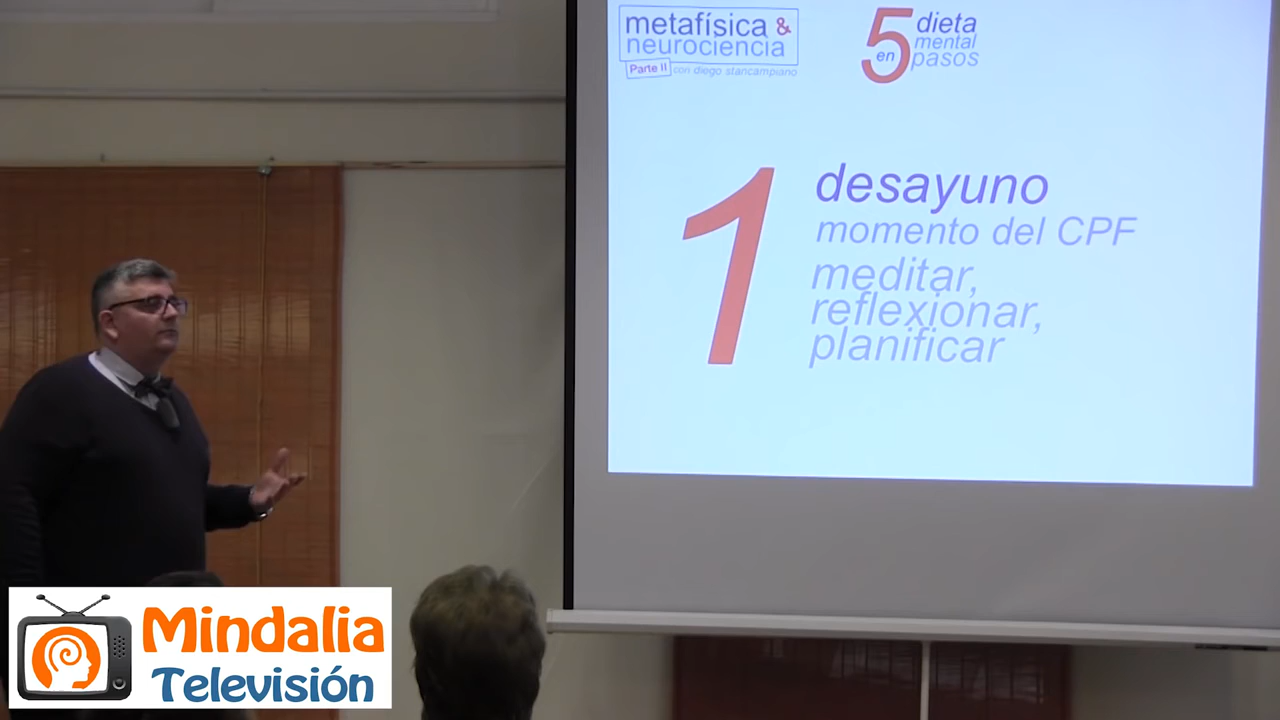 metafísica &
neurociencia
Parte II con diego stancampiano
5 en
dieta
mental
pasos
1
desayuno
momento del CPF
meditar,
reflexionar,
planificar
Mindalia
Televisión